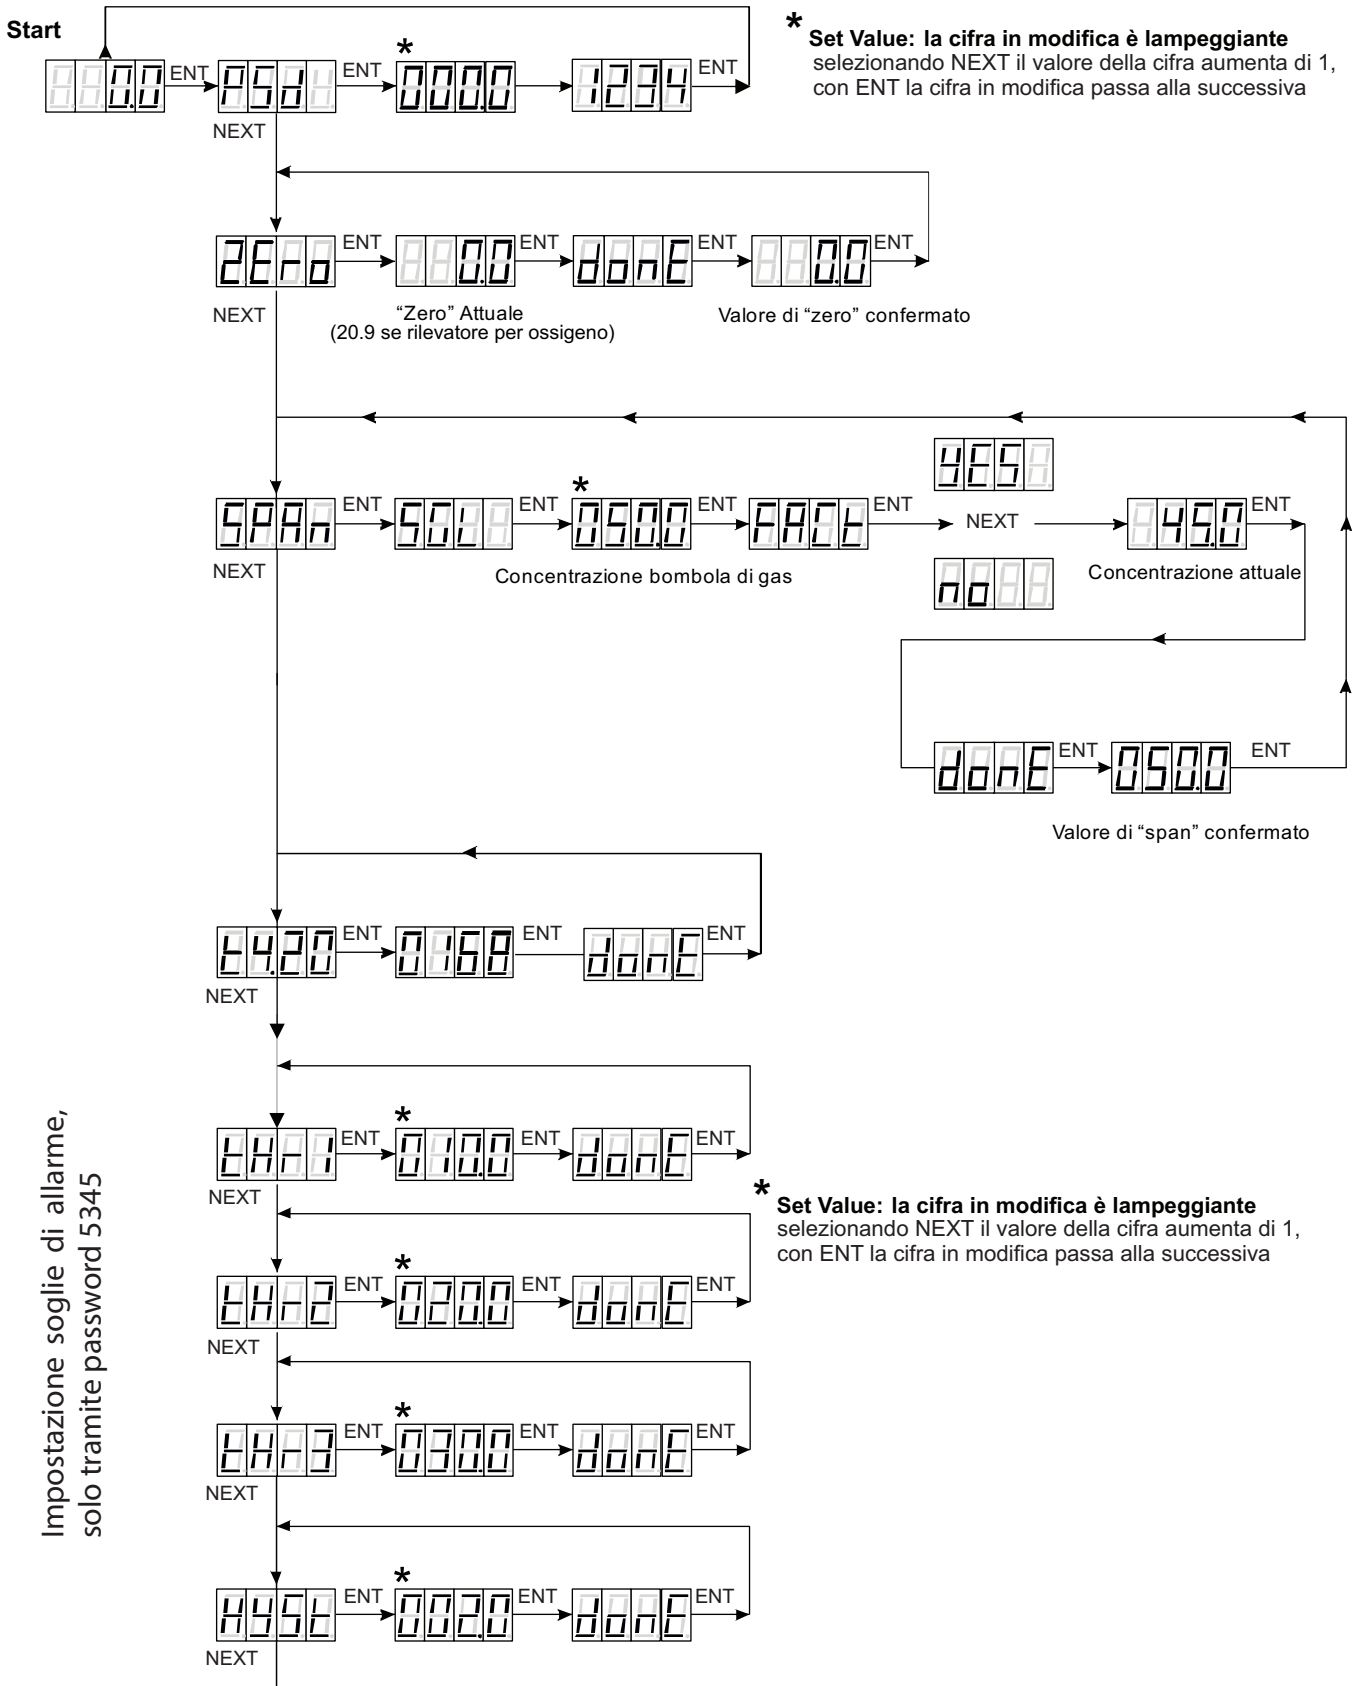 Start
* Set Value: la cifra in modifica è lampeggiante
selezionando NEXT il valore della cifra aumenta di 1,
con ENT la cifra in modifica passa alla successiva
0.0 ENT PSd ENT * 000.0 1234 ENT
NEXT
ZEro ENT 0.0 ENT donE ENT 0.0 ENT
NEXT
“Zero” Attuale
(20.9 se rilevatore per ossigeno)
Valore di “zero” confermato
YES
SPAn ENT SOL ENT * 050.0 ENT FACt ENT NEXT 45.0 ENT
NEXT
Concentrazione bombola di gas
no
Concentrazione attuale
donE ENT 050.0 ENT
Valore di “span” confermato
t4.20 ENT 0168 ENT donE ENT
NEXT
Impostazione soglie di allarme,
solo tramite password 5345
tHr1 ENT * 010.0 ENT donE ENT
NEXT
* Set Value: la cifra in modifica è lampeggiante
selezionando NEXT il valore della cifra aumenta di 1,
con ENT la cifra in modifica passa alla successiva
tHr2 ENT * 020.0 ENT donE ENT
NEXT
tHr3 ENT * 030.0 ENT donE ENT
NEXT
HYSt ENT * 002.0 ENT donE ENT
NEXT